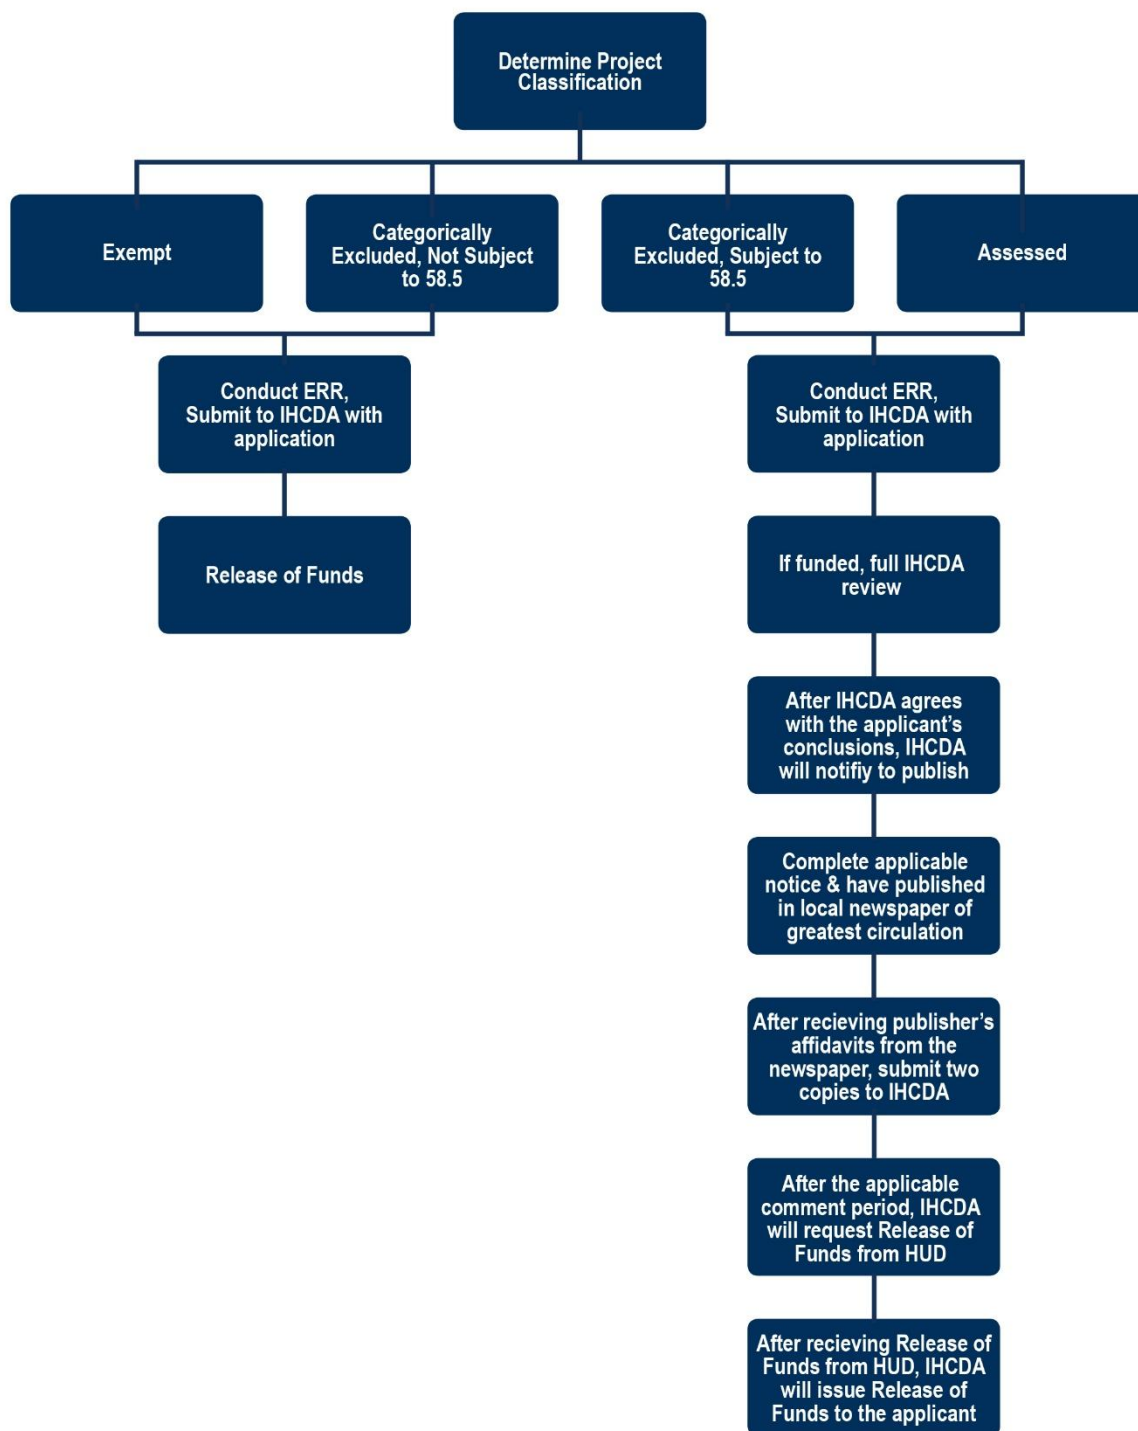 Determine Project
Classification
Exempt
Categorically
Excluded, Not Subject
to 58.5
Categorically
Excluded, Subject to
58.5
Assessed
Conduct ERR,
Submit to IHCDA with
application
Release of Funds
Conduct ERR,
Submit to IHCDA with
application
If funded, full IHCDA
review
After IHCDA agrees
with the applicant’s
conclusions, IHCDA
will notifiy to publish
Complete applicable
notice & have published
in local newspaper of
greatest circulation
After recieving publisher’s
affidavits from the
newspaper, submit two
copies to IHCDA
After the applicable
comment period, IHCDA
will request Release of
Funds from HUD
After recieving Release of
Funds from HUD, IHCDA
will issue Release of
Funds to the applicant